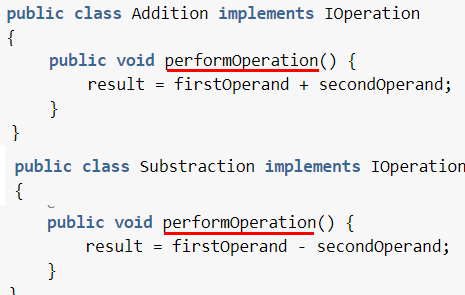 public class Addition implements IOperation
{
public void performOperation() {
result = firstOperand + secondOperand;
}
}
public class Substraction implements IOperation
{
public void performOperation() {
result = firstOperand - secondOperand;
}
}